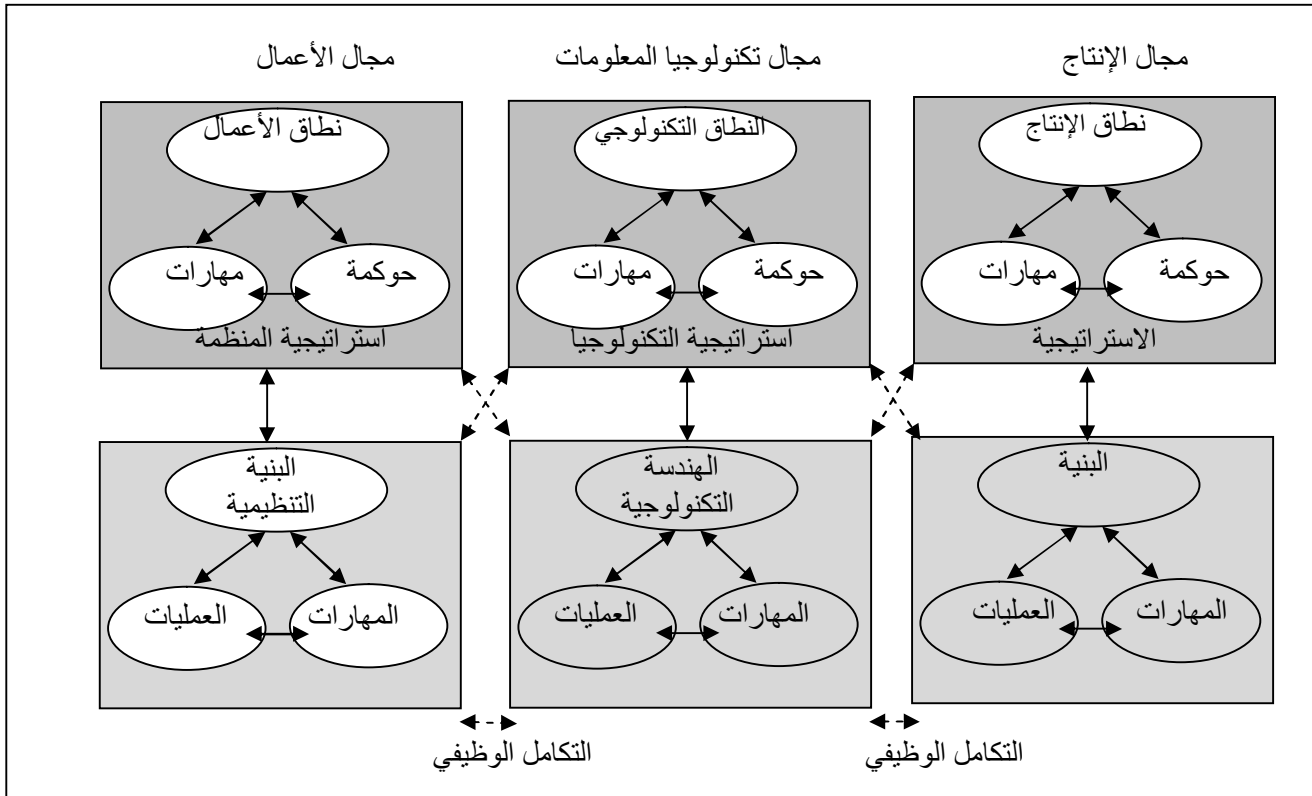 مجال الإنتاج
مجال تكنولوجيا المعلومات
مجال الأعمال
نطاق الإنتاج
النطاق التكنولوجي
نطاق الأعمال
حوكمة
مهارات
حوكمة
مهارات
حوكمة
مهارات
الاستراتيجية
استراتيجية التكنولوجيا
استراتيجية المنظمة
البنية
الهندسة
التكنولوجية
البنية
التنظيمية
المهارات
العمليات
المهارات
العمليات
المهارات
العمليات
التكامل الوظيفي
التكامل الوظيفي